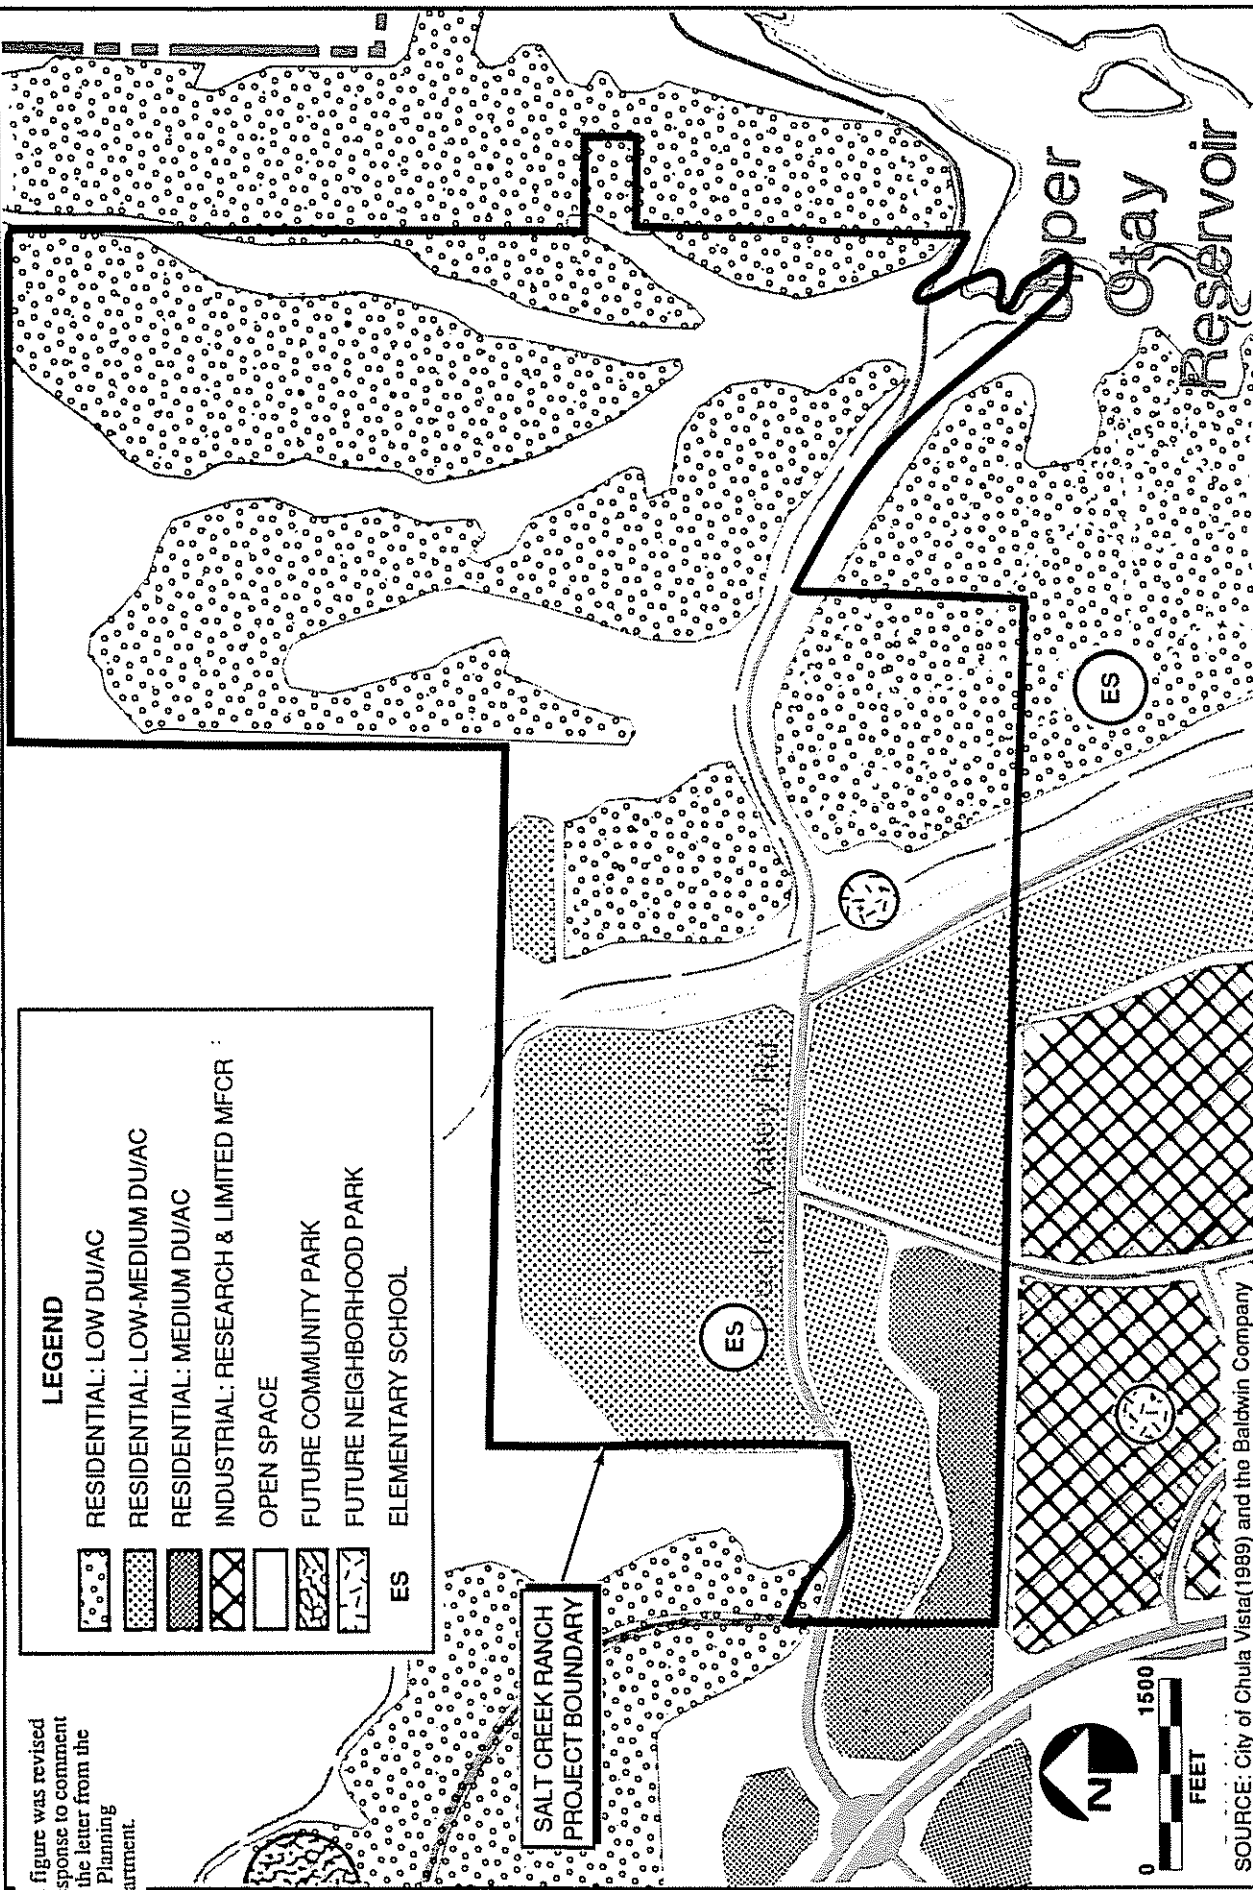 figure was revised
sponse to comment
the letter from the
Planning
artment.
LEGEND
RESIDENTIAL: LOW DU/AC
RESIDENTIAL: LOW-MEDIUM DU/AC
RESIDENTIAL: MEDIUM DU/AC
INDUSTRIAL: RESEARCH & LIMITED MFCR
OPEN SPACE
FUTURE COMMUNITY PARK
FUTURE NEIGHBORHOOD PARK
ES ELEMENTARY SCHOOL
SALT CREEK RANCH
PROJECT BOUNDARY
ES
ES
Upper
Otay
Reservoir
N
0 1500
FEET
SOURCE: City of Chula Vista(1989) and the Baldwin Company